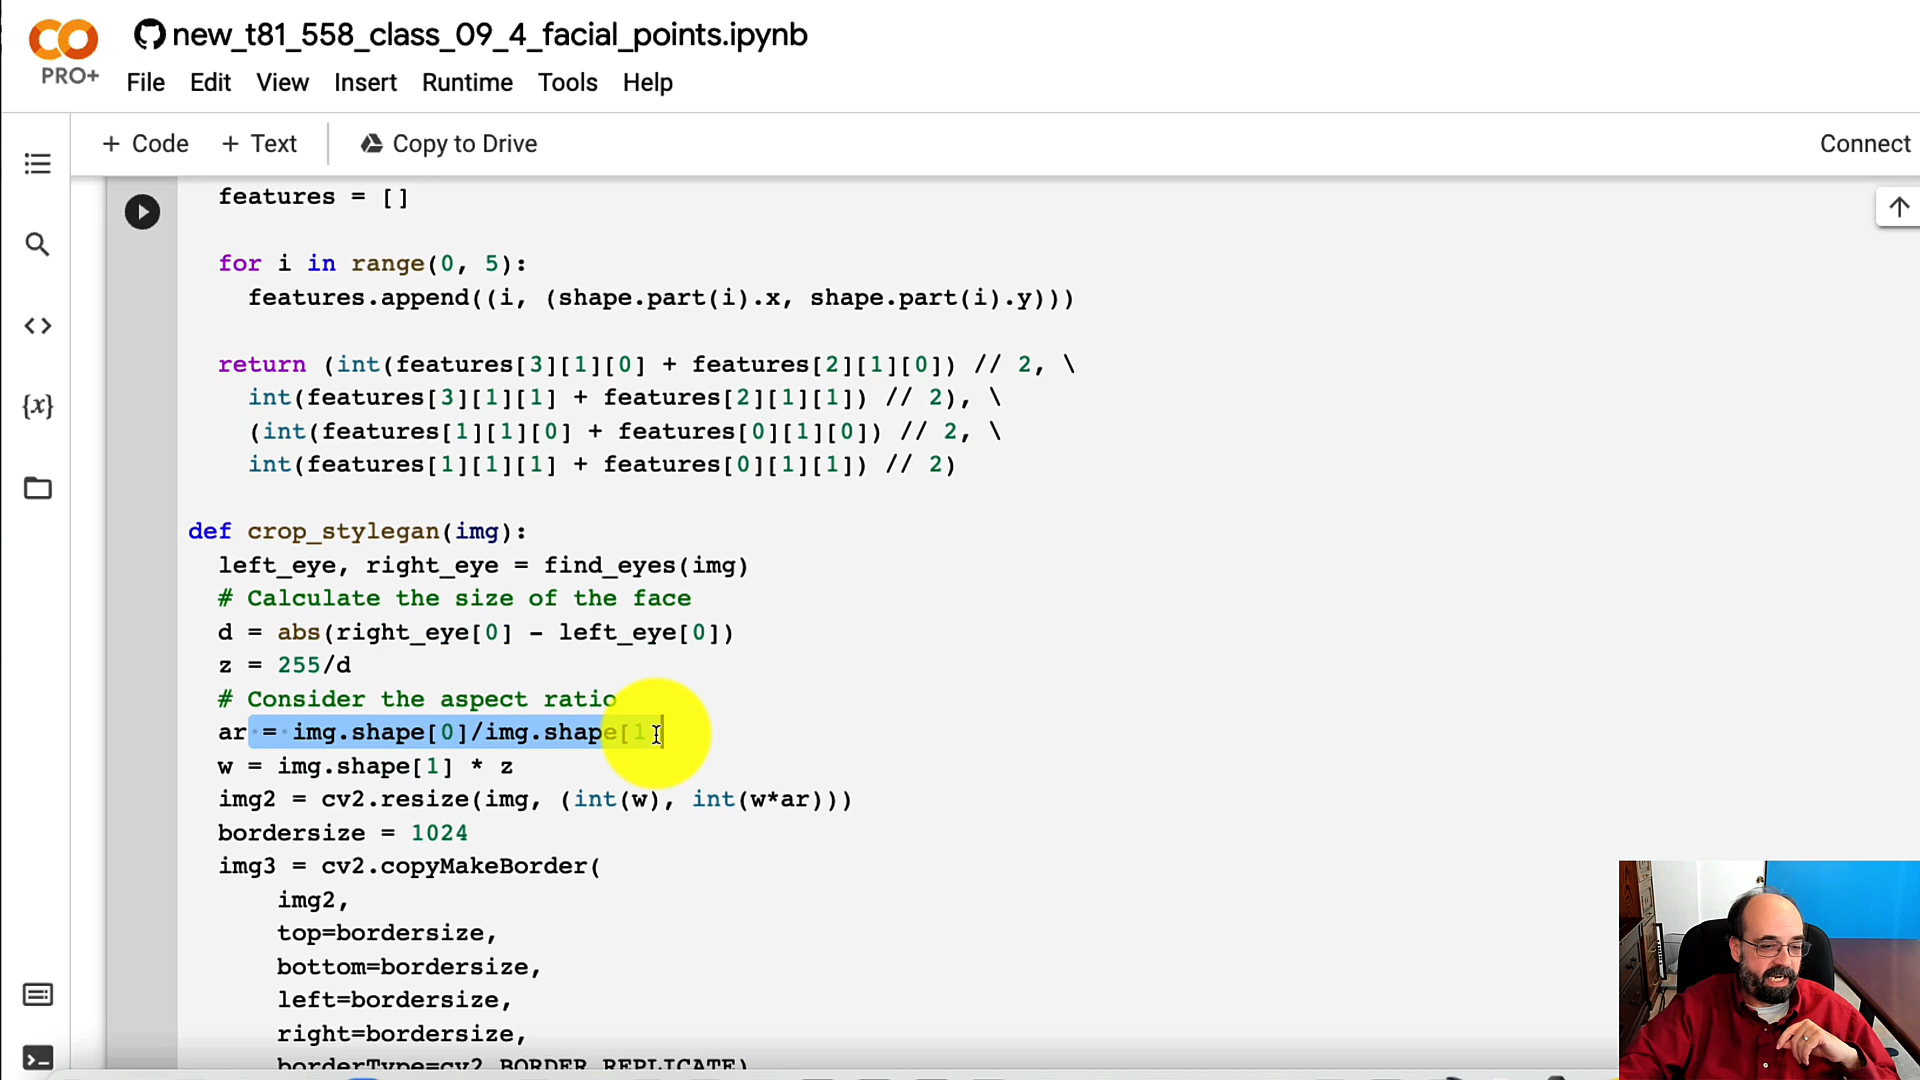 new_t81_558_class_09_4_facial_points.ipynb
PRO+
File Edit View Insert Runtime Tools Help
+ Code + Text Copy to Drive Connect
features = []
for i in range(0, 5):
features.append((i, (shape.part(i).x, shape.part(i).y)))
return (int(features[3][1][0] + features[2][1][0]) // 2, \
int(features[3][1][1] + features[2][1][1]) // 2), \
(int(features[1][1][0] + features[0][1][0]) // 2, \
int(features[1][1][1] + features[0][1][1]) // 2)
def crop_stylegan(img):
left_eye, right_eye = find_eyes(img)
# Calculate the size of the face
d = abs(right_eye[0] - left_eye[0])
z = 255/d
# Consider the aspect ratio
ar = img.shape[0]/img.shape[1]
w = img.shape[1] * z
img2 = cv2.resize(img, (int(w), int(w*ar)))
bordersize = 1024
img3 = cv2.copyMakeBorder(
img2,
top=bordersize,
bottom=bordersize,
left=bordersize,
right=bordersize,
borderType=cv2.BORDER_REPLICATE)